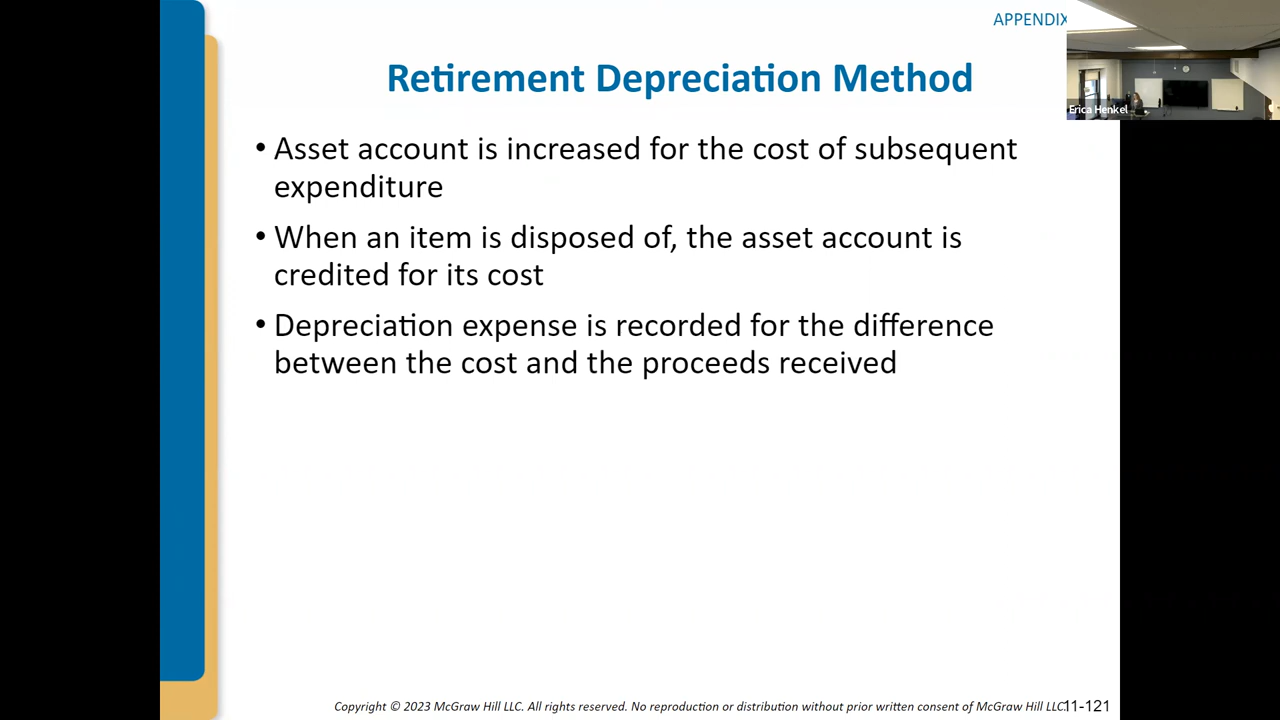 APPENDIX
Retirement Depreciation Method
Erica Henkel
• Asset account is increased for the cost of subsequent
expenditure
• When an item is disposed of, the asset account is
credited for its cost
• Depreciation expense is recorded for the difference
between the cost and the proceeds received
Copyright © 2023 McGraw Hill LLC. All rights reserved. No reproduction or distribution without prior written consent of McGraw Hill LLC.
11-121